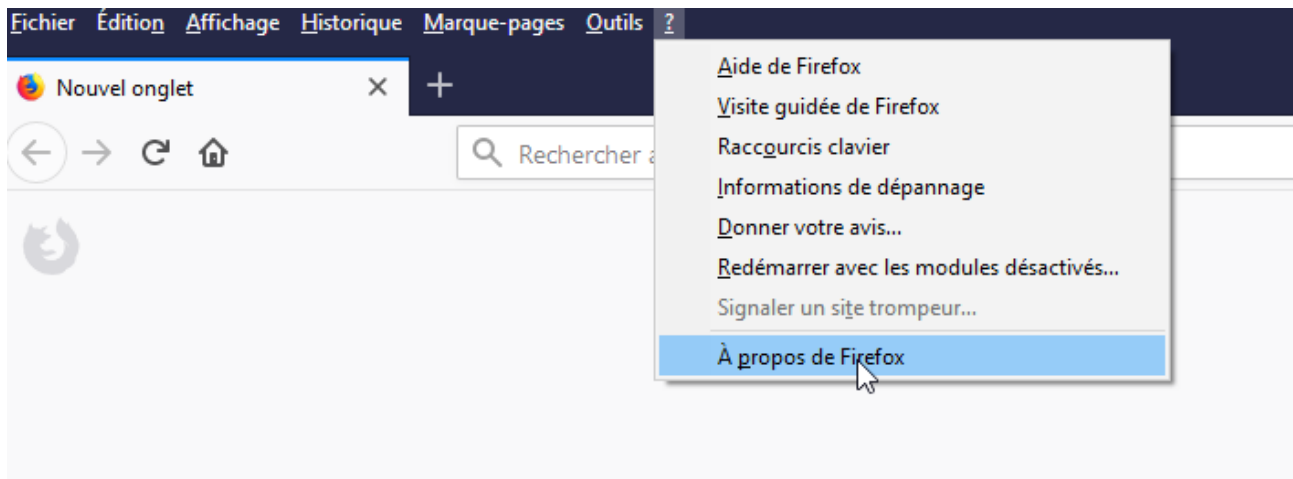 Fichier Édition Affichage Historique Marque-pages Outils ?
Nouvel onglet
Rechercher
Aide de Firefox
Visite guidée de Firefox
Raccourcis clavier
Informations de dépannage
Donner votre avis...
Redémarrer avec les modules désactivés...
Signaler un site trompeur...
À propos de Firefox